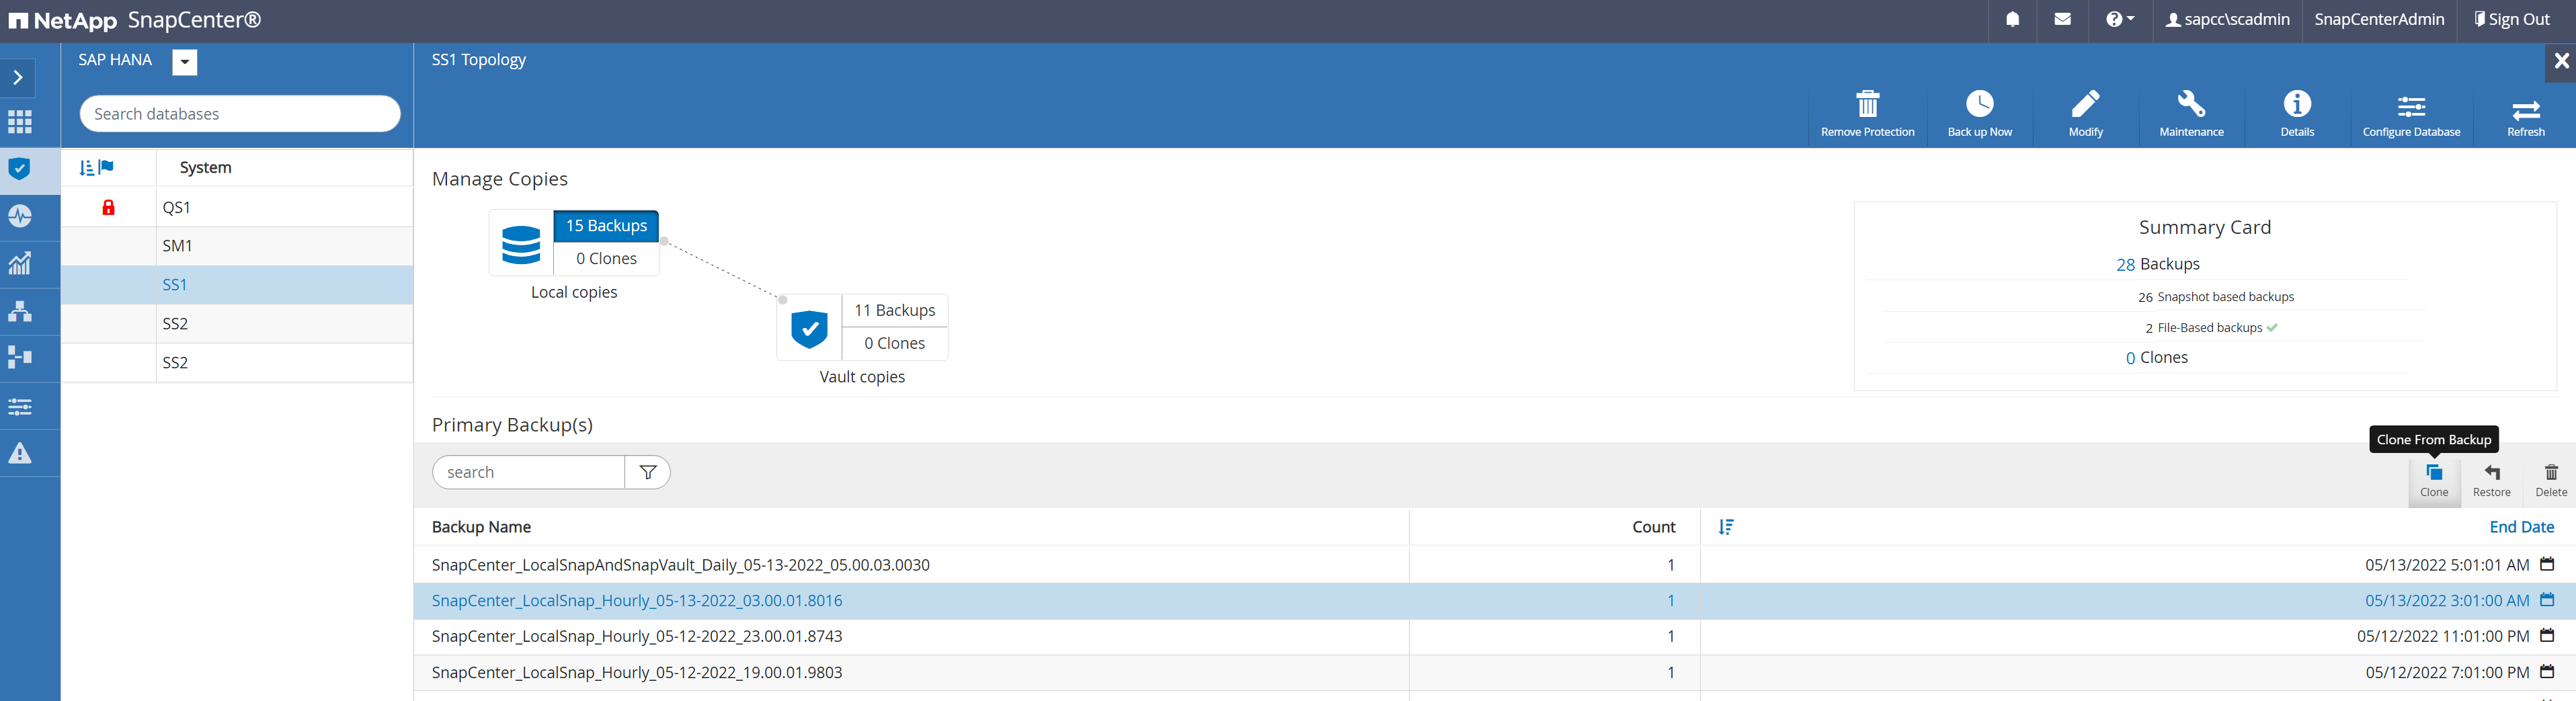 NetApp SnapCenter®
sapcc\scadmin
SnapCenterAdmin
Sign Out
SAP HANA
Search databases
System
QS1
SM1
SS1
SS2
SS2
SS1 Topology
Remove Protection
Back up Now
Modify
Maintenance
Details
Configure Database
Refresh
Manage Copies
15 Backups
0 Clones
Local copies
11 Backups
0 Clones
Vault copies
Summary Card
28 Backups
26 Snapshot based backups
2 File-Based backups
0 Clones
Primary Backup(s)
Clone From Backup
search
Clone
Restore
Delete
Backup Name Count End Date
SnapCenter_LocalSnapAndSnapVault_Daily_05-13-2022_05.00.03.0030 1 05/13/2022 5:01:01 AM
SnapCenter_LocalSnap_Hourly_05-13-2022_03.00.01.8016 1 05/13/2022 3:01:00 AM
SnapCenter_LocalSnap_Hourly_05-12-2022_23.00.01.8743 1 05/12/2022 11:01:00 PM
SnapCenter_LocalSnap_Hourly_05-12-2022_19.00.01.9803 1 05/12/2022 7:01:00 PM